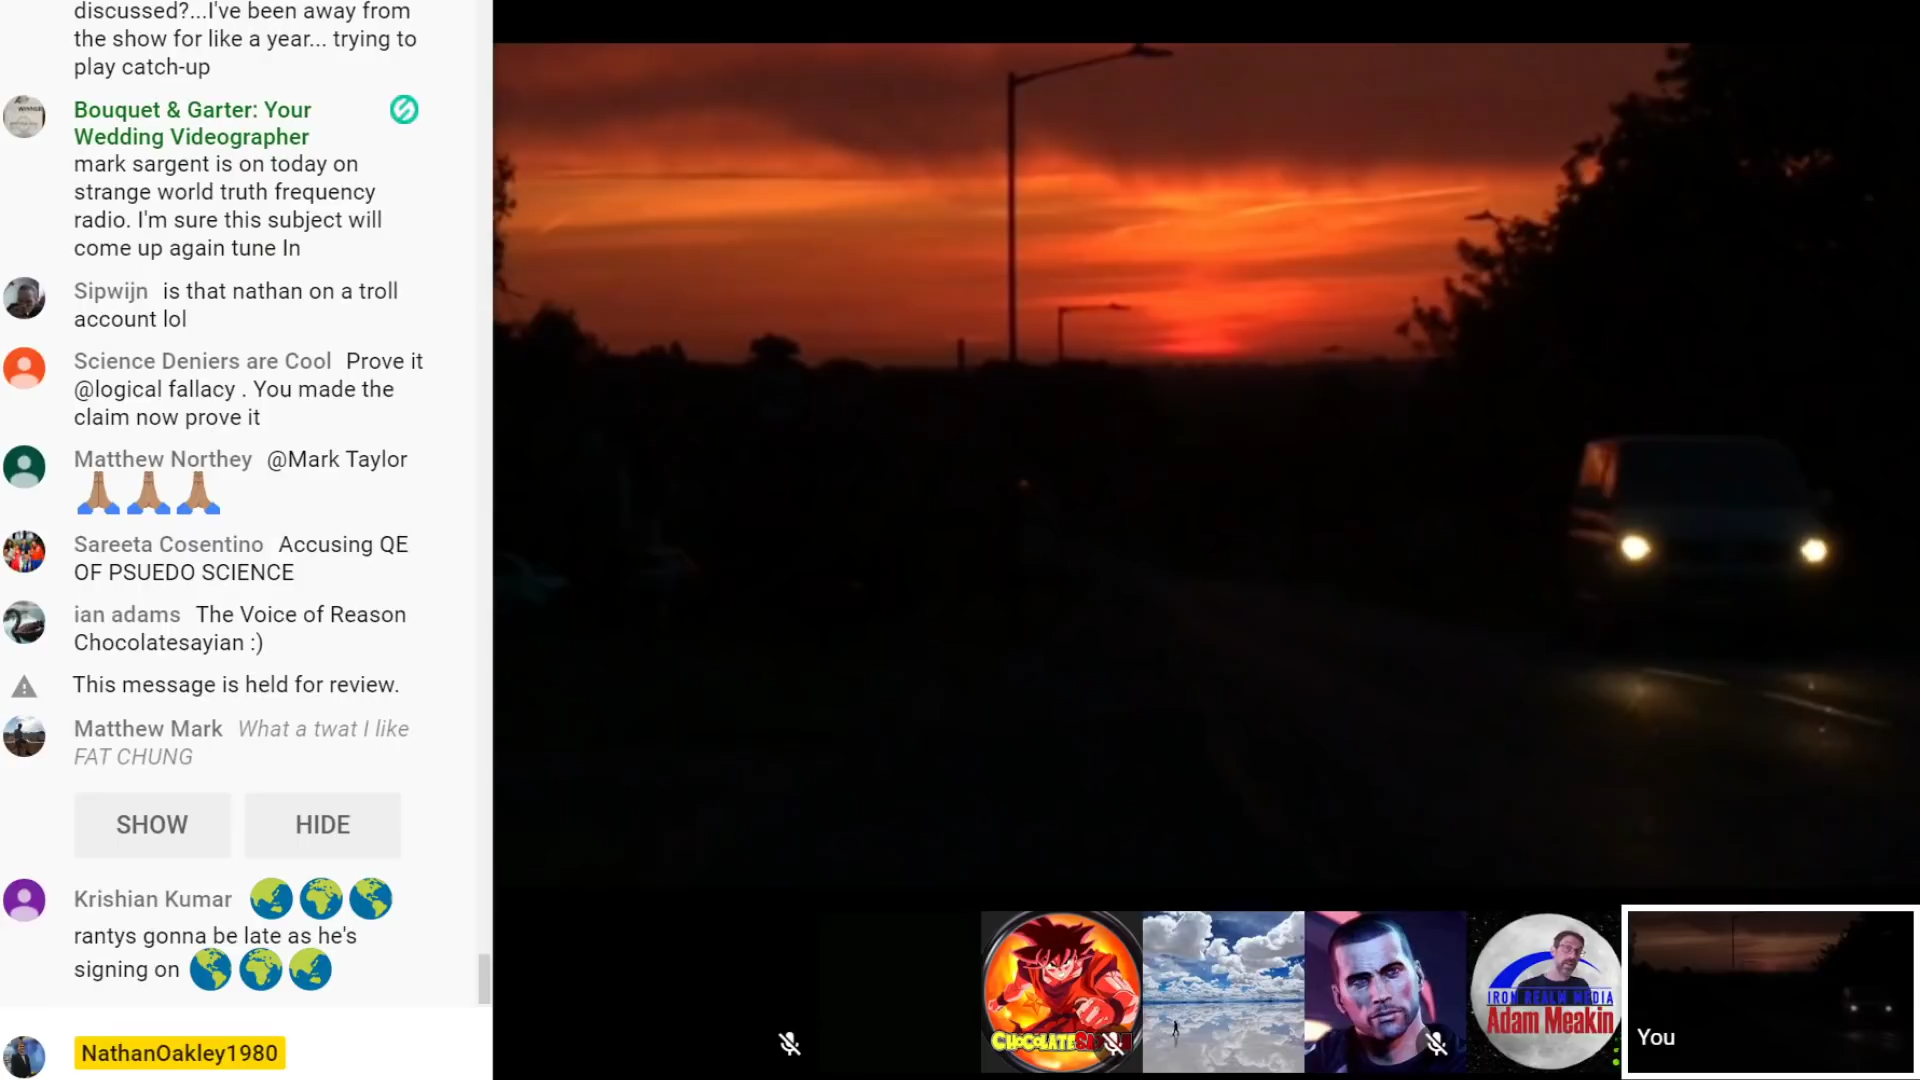 discussed?...I've been away from
the show for like a year... trying to
play catch-up
Bouquet & Garter: Your
Wedding Videographer
mark sargent is on today on
strange world truth frequency
radio. I'm sure this subject will
come up again tune In
Sipwijn is that nathan on a troll
account lol
Science Deniers are Cool Prove it
@logical fallacy . You made the
claim now prove it
Matthew Northey @Mark Taylor
Sareeta Cosentino Accusing QE
OF PSUEDO SCIENCE
ian adams The Voice of Reason
Chocolatesayian :)
This message is held for review.
Matthew Mark What a twat I like
FAT CHUNG
SHOW HIDE
Krishian Kumar
rantys gonna be late as he's
signing on
NathanOakley1980
IRON REALM MEDIA
Adam Meakin
You